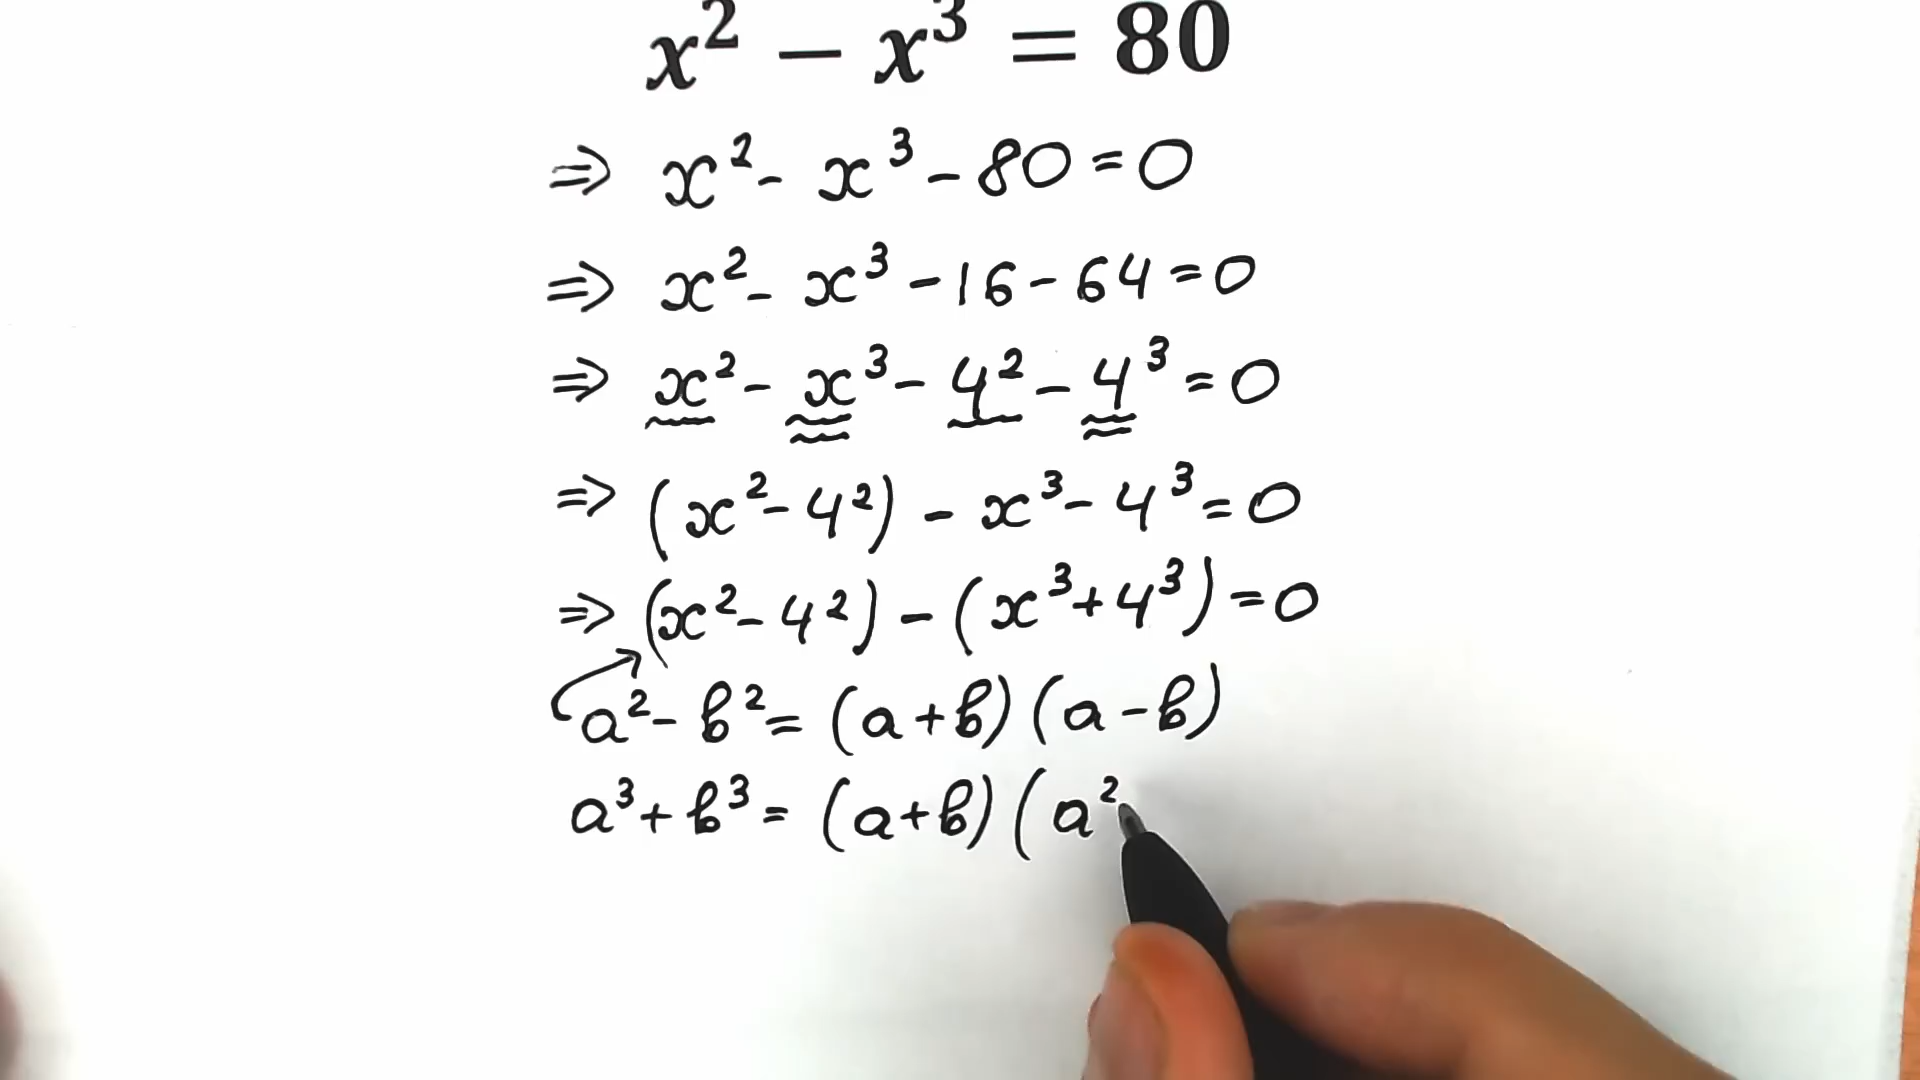 x² − x³ = 80
⇒ x² - x³ - 80 = 0
⇒ x² - x³ - 16 - 64 = 0
⇒ x² - x³ - 4² - 4³ = 0
⇒ (x² - 4²) - x³ - 4³ = 0
⇒ (x² - 4²) - (x³ + 4³) = 0
a² - b² = (a + b)(a - b)
a³ + b³ = (a + b)(a²